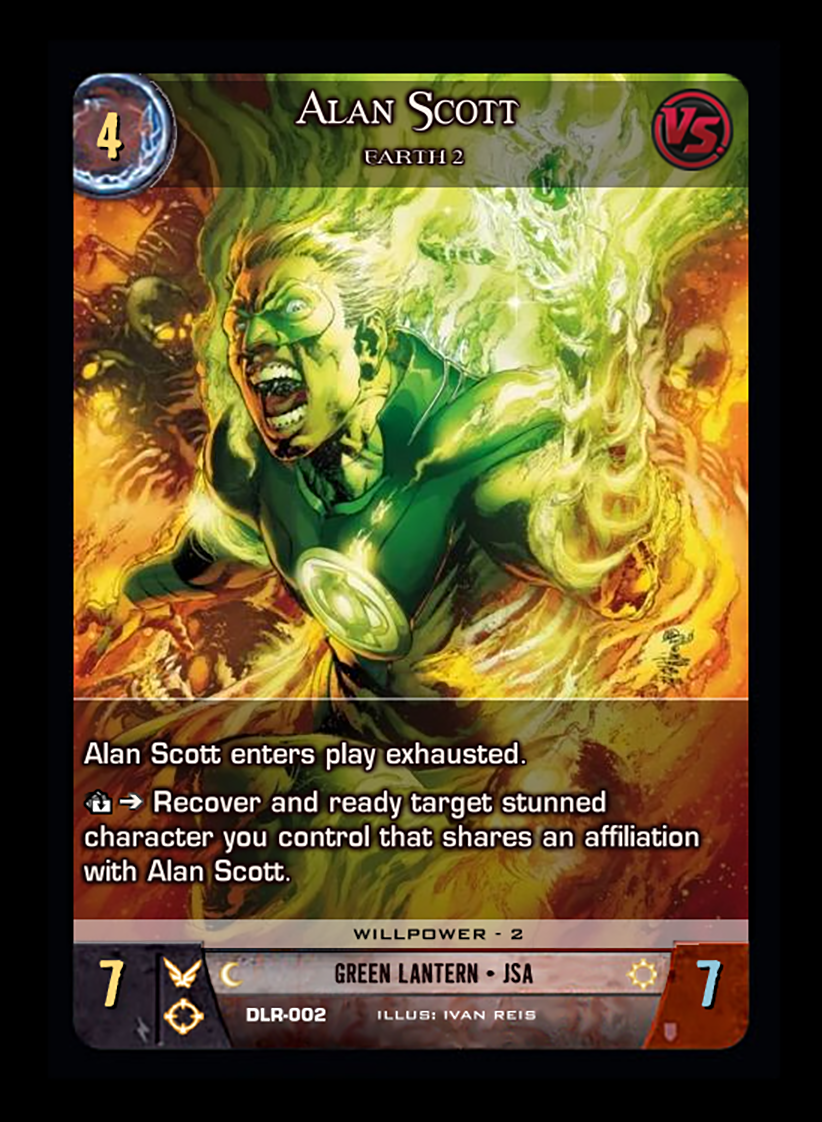 4
Alan Scott
EARTH 2
VS.
Alan Scott enters play exhausted.
→ Recover and ready target stunned
character you control that shares an affiliation
with Alan Scott.
WILLPOWER - 2
7
GREEN LANTERN • JSA
7
DLR-002 ILLUS: IVAN REIS